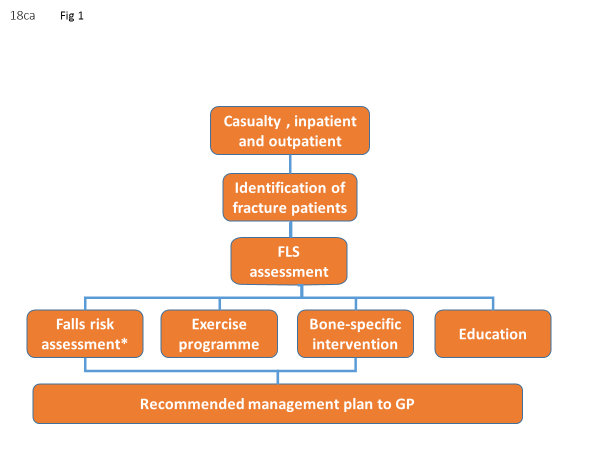 18ca Fig 1
Casualty , inpatient
and outpatient
Identification of
fracture patients
FLS
assessment
Falls risk
assessment*
Exercise
programme
Bone-specific
intervention
Education
Recommended management plan to GP